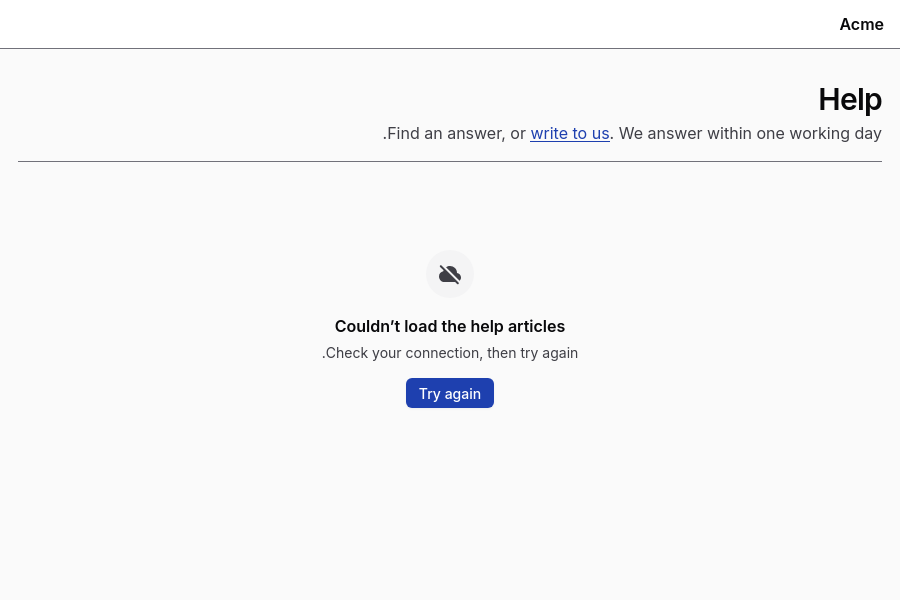 Acme
Help
Find an answer, or write to us. We answer within one working day.
Couldn’t load the help articles
Check your connection, then try again.
Try again